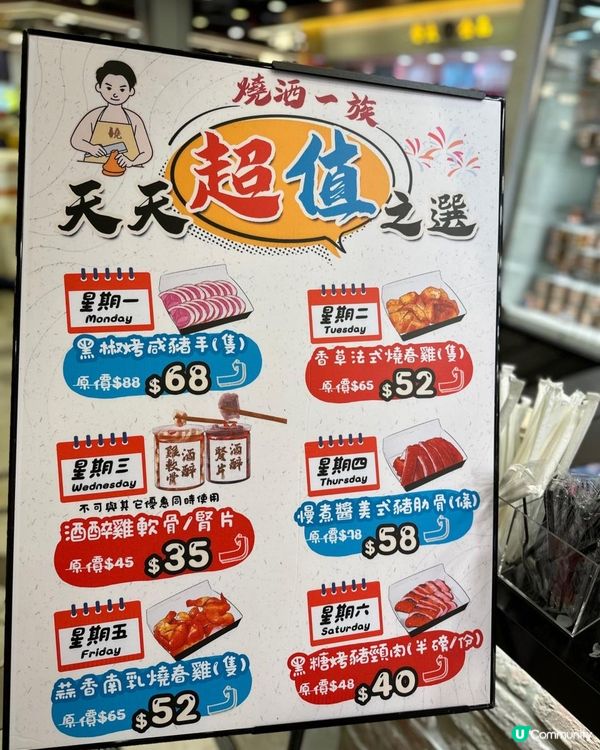 燒酒一族
天天超值之選
星期一
Monday
黑椒烤咸豬手(隻)
原價$88 $68
星期二
Tuesday
香草法式燒春雞(隻)
原價$65 $52
酒醉
雞軟骨
酒醉
腎片
星期三
Wednesday
不可與其它優惠同時使用
酒醉雞軟骨/腎片
原價$45 $35
星期四
Thursday
慢煮醬美式豬肋骨(條)
原價$78 $58
星期五
Friday
蒜香南乳燒春雞(隻)
原價$65 $52
星期六
Saturday
黑糖烤豬頸肉(半磅/份)
原價$48 $40
U Community